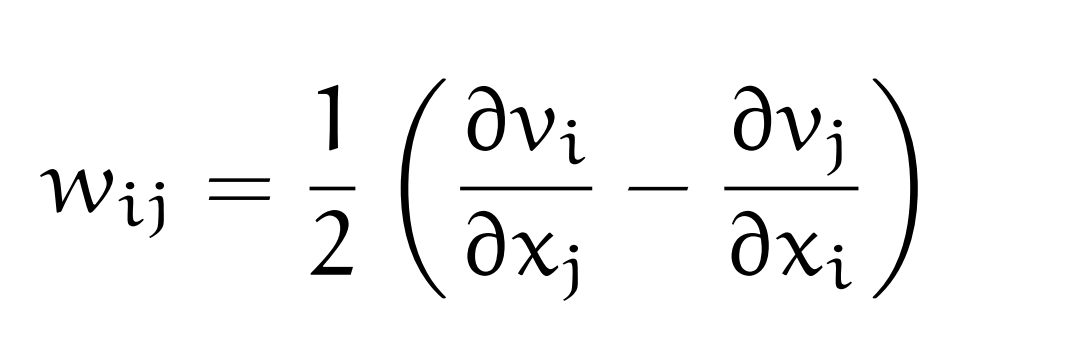 w_{ij} = \frac{1}{2} \left( \frac{\partial v_i}{\partial x_j} - \frac{\partial v_j}{\partial x_i} \right)